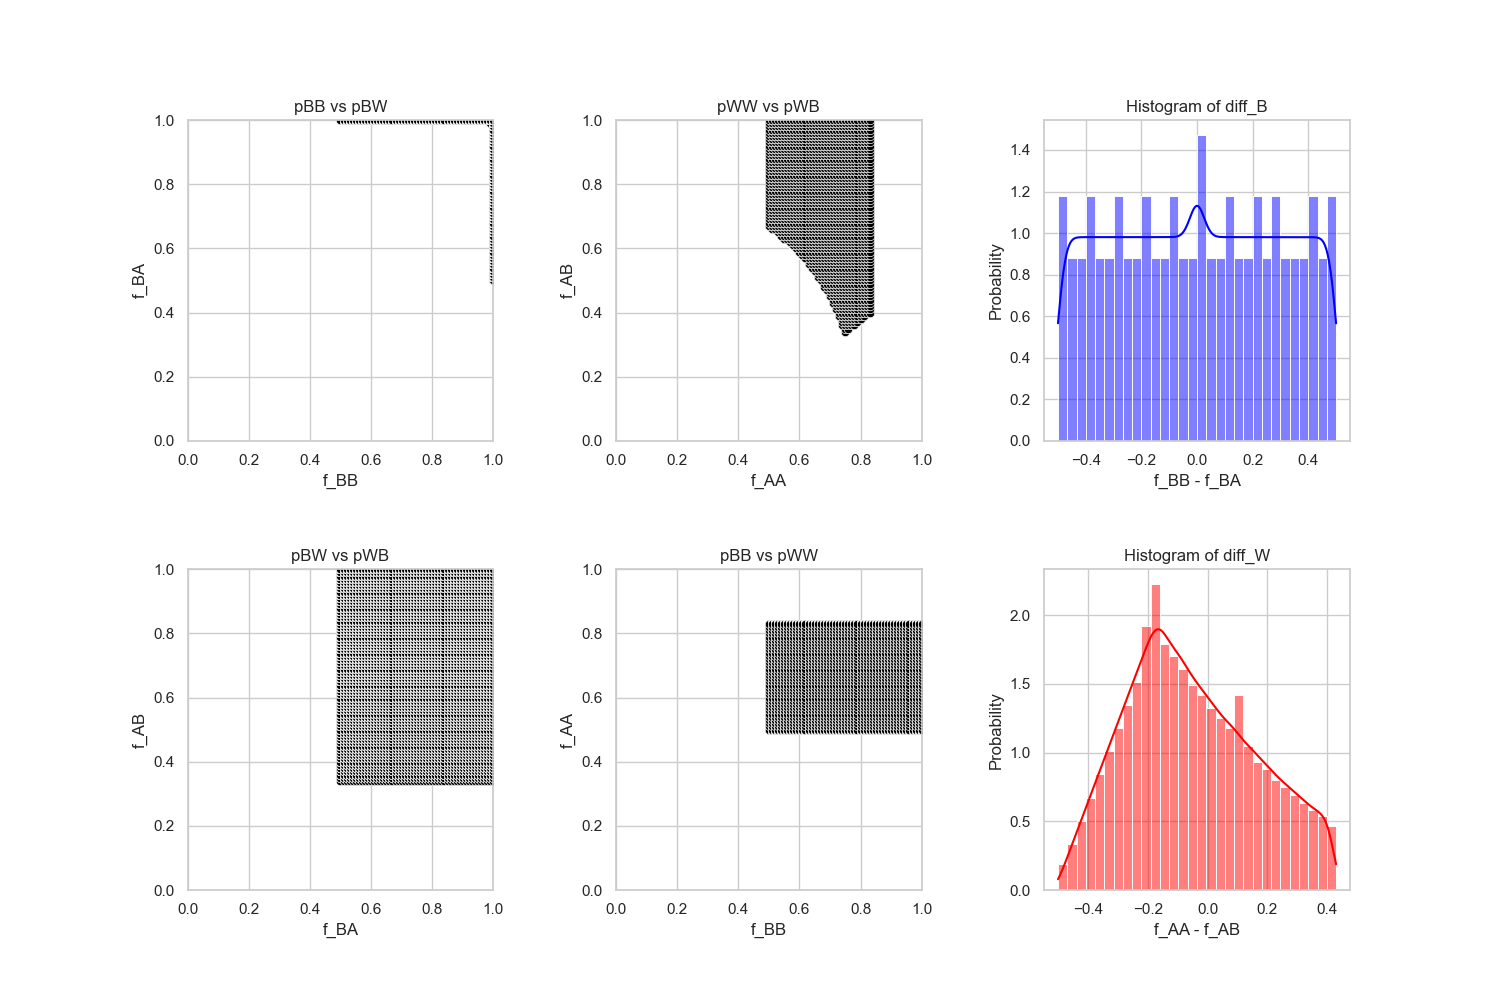 pBB vs pBW
1.0
0.8
0.6
0.4
0.2
0.0
f_BA
0.0 0.2 0.4 0.6 0.8 1.0
f_BB
pWW vs pWB
1.0
0.8
0.6
0.4
0.2
0.0
f_AB
0.0 0.2 0.4 0.6 0.8 1.0
f_AA
Histogram of diff_B
1.4
1.2
1.0
0.8
0.6
0.4
0.2
0.0
Probability
−0.4 −0.2 0.0 0.2 0.4
f_BB - f_BA
pBW vs pWB
1.0
0.8
0.6
0.4
0.2
0.0
f_AB
0.0 0.2 0.4 0.6 0.8 1.0
f_BA
pBB vs pWW
1.0
0.8
0.6
0.4
0.2
0.0
f_AA
0.0 0.2 0.4 0.6 0.8 1.0
f_BB
Histogram of diff_W
2.0
1.5
1.0
0.5
0.0
Probability
−0.4 −0.2 0.0 0.2 0.4
f_AA - f_AB